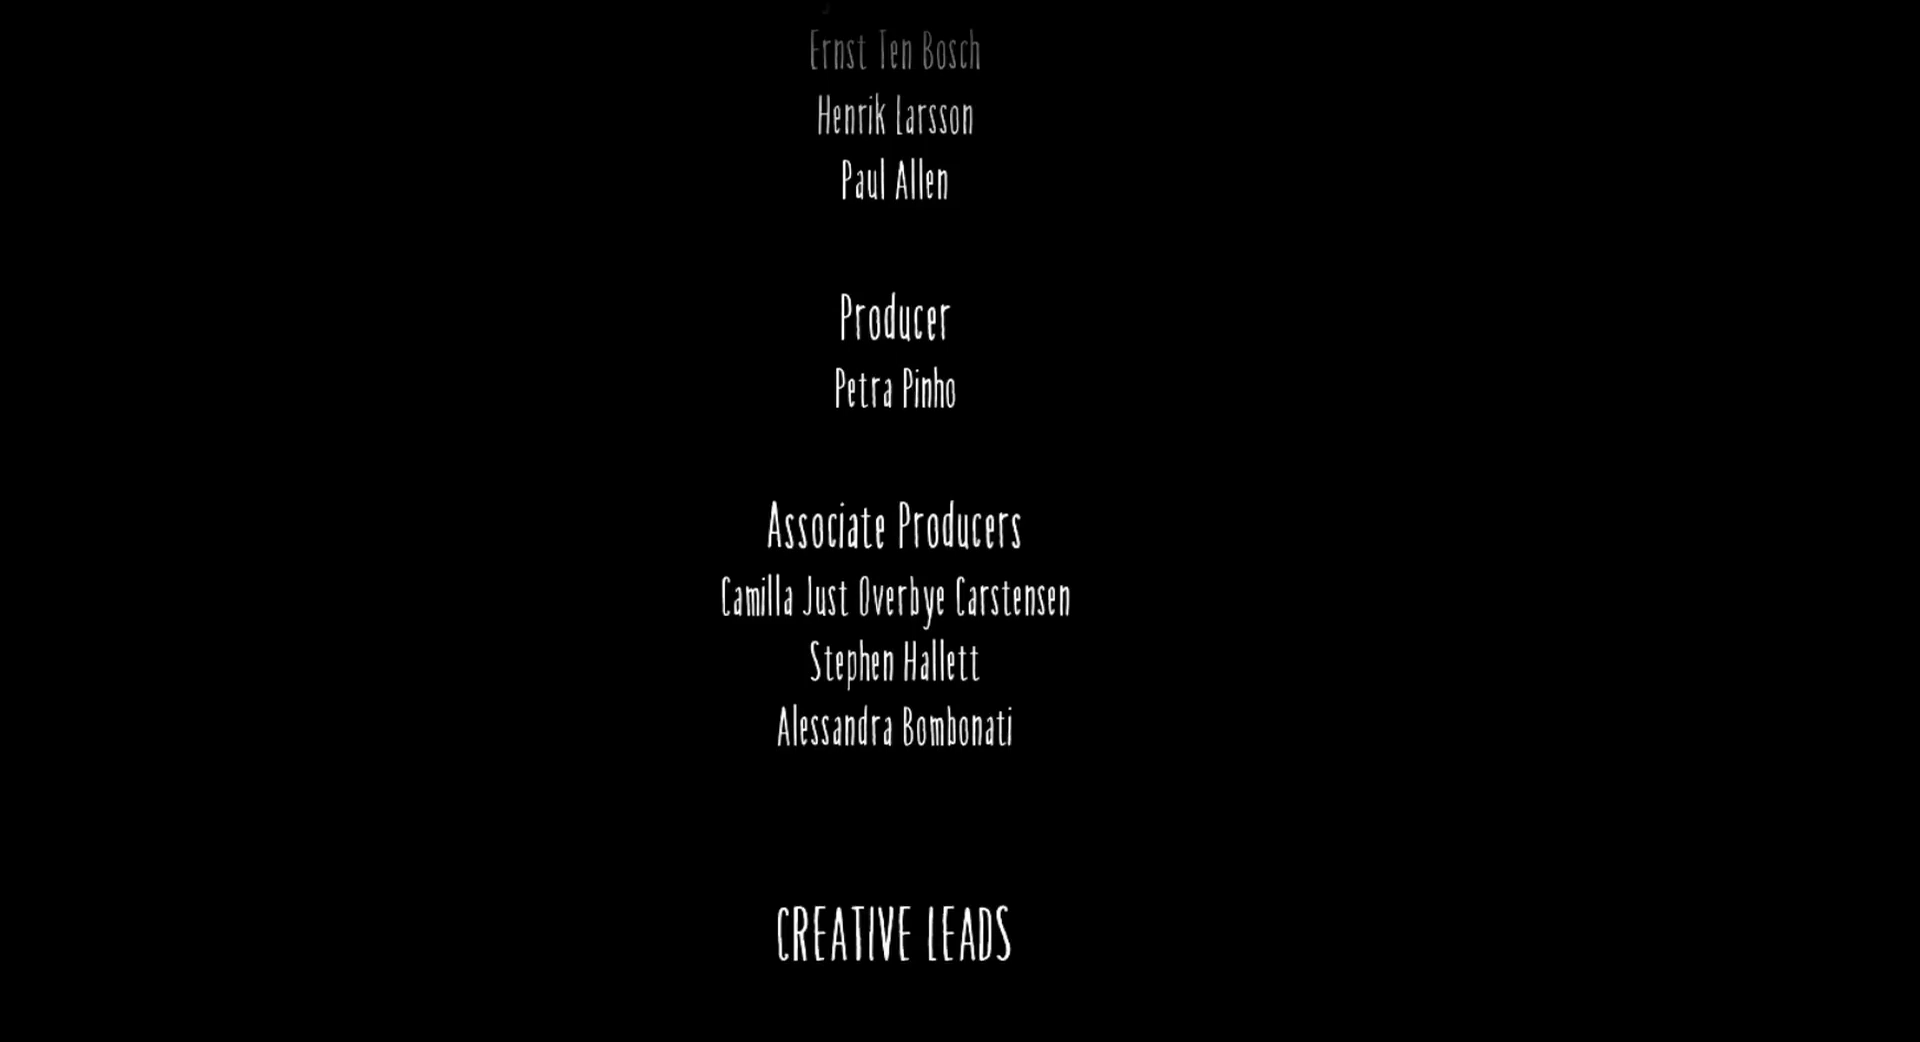 Ernst Ten Bosch
Henrik Larsson
Paul Allen
Producer
Petra Pinho
Associate Producers
Camilla Just Overbye Carstensen
Stephen Hallett
Alessandra Bombonati
CREATIVE LEADS